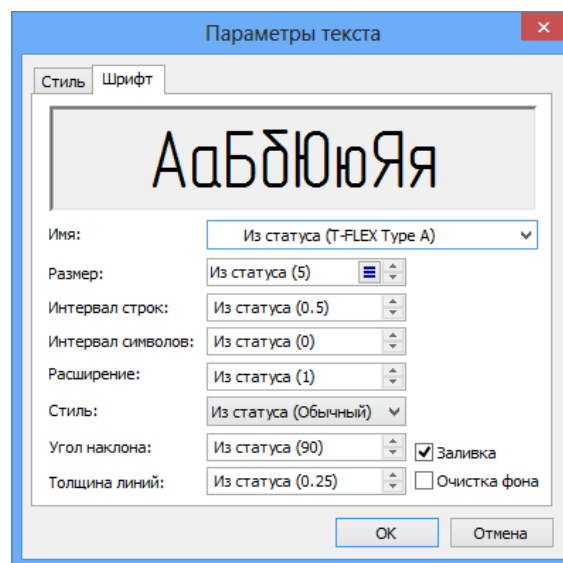 Параметры текста
Стиль Шрифт
АаБбЮюЯя
Имя: Из статуса (T-FLEX Type A)
Размер: Из статуса (5)
Интервал строк: Из статуса (0.5)
Интервал символов: Из статуса (0)
Расширение: Из статуса (1)
Стиль: Из статуса (Обычный)
Угол наклона: Из статуса (90) Заливка
Толщина линий: Из статуса (0.25) Очистка фона
ОК Отмена